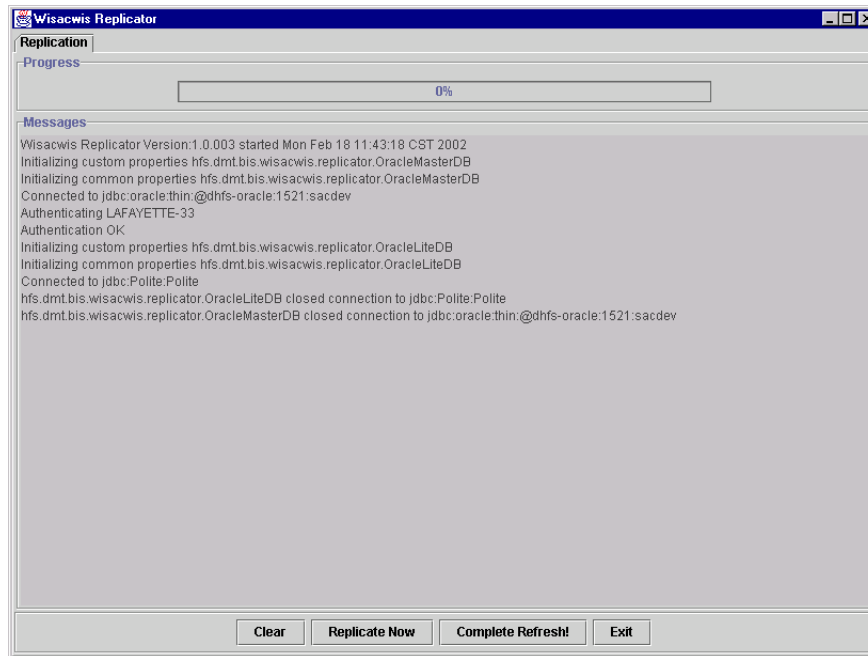 Wisacwis Replicator
Replication
Progress
0%
Messages
Wisacwis Replicator Version:1.0.003 started Mon Feb 18 11:43:18 CST 2002
Initializing custom properties hfs.dmt.bis.wisacwis.replicator.OracleMasterDB
Initializing common properties hfs.dmt.bis.wisacwis.replicator.OracleMasterDB
Connected to jdbc:oracle:thin:@dhfs-oracle:1521:sacdev
Authenticating LAFAYETTE-33
Authentication OK
Initializing custom properties hfs.dmt.bis.wisacwis.replicator.OracleLiteDB
Initializing common properties hfs.dmt.bis.wisacwis.replicator.OracleLiteDB
Connected to jdbc:Polite:Polite
hfs.dmt.bis.wisacwis.replicator.OracleLiteDB closed connection to jdbc:Polite:Polite
hfs.dmt.bis.wisacwis.replicator.OracleMasterDB closed connection to jdbc:oracle:thin:@dhfs-oracle:1521:sacdev
Clear Replicate Now Complete Refresh! Exit